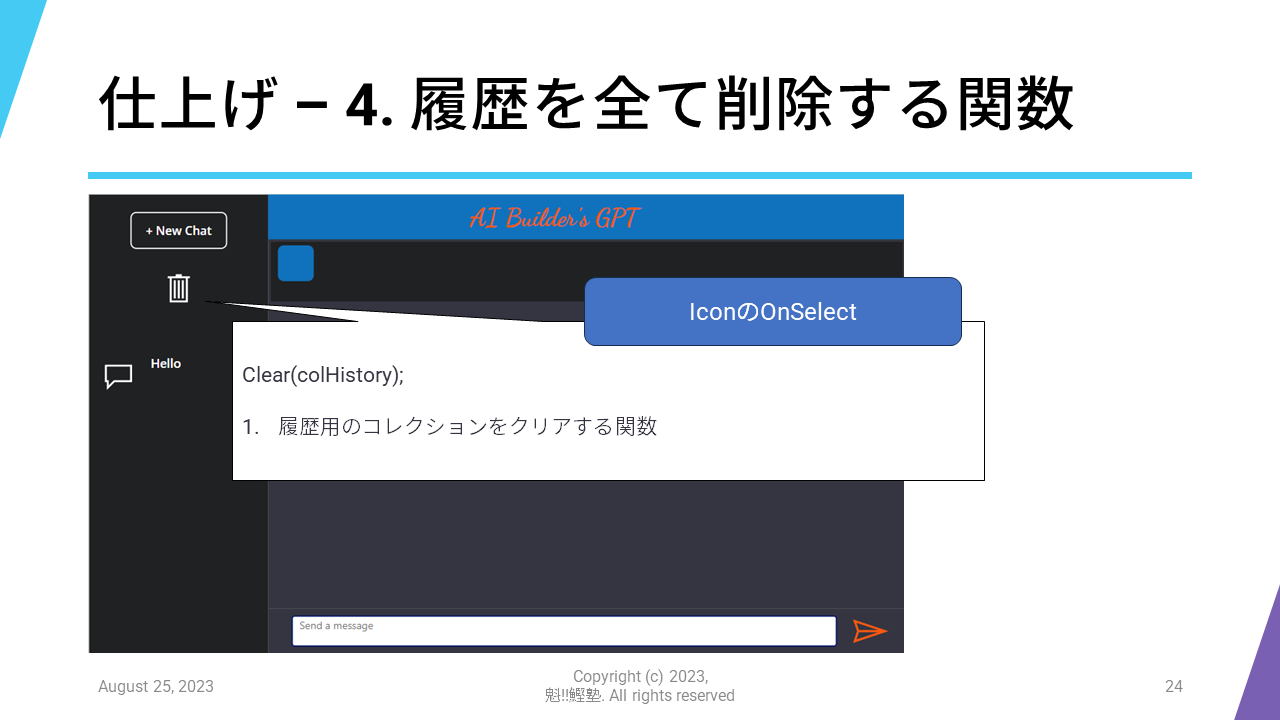 仕上げ – 4. 履歴を全て削除する関数
+ New Chat
AI Builder's GPT
IconのOnSelect
Hello
Clear(colHistory);
1. 履歴用のコレクションをクリアする関数
Send a message
August 25, 2023
Copyright (c) 2023,
魁!!鰹塾. All rights reserved
24